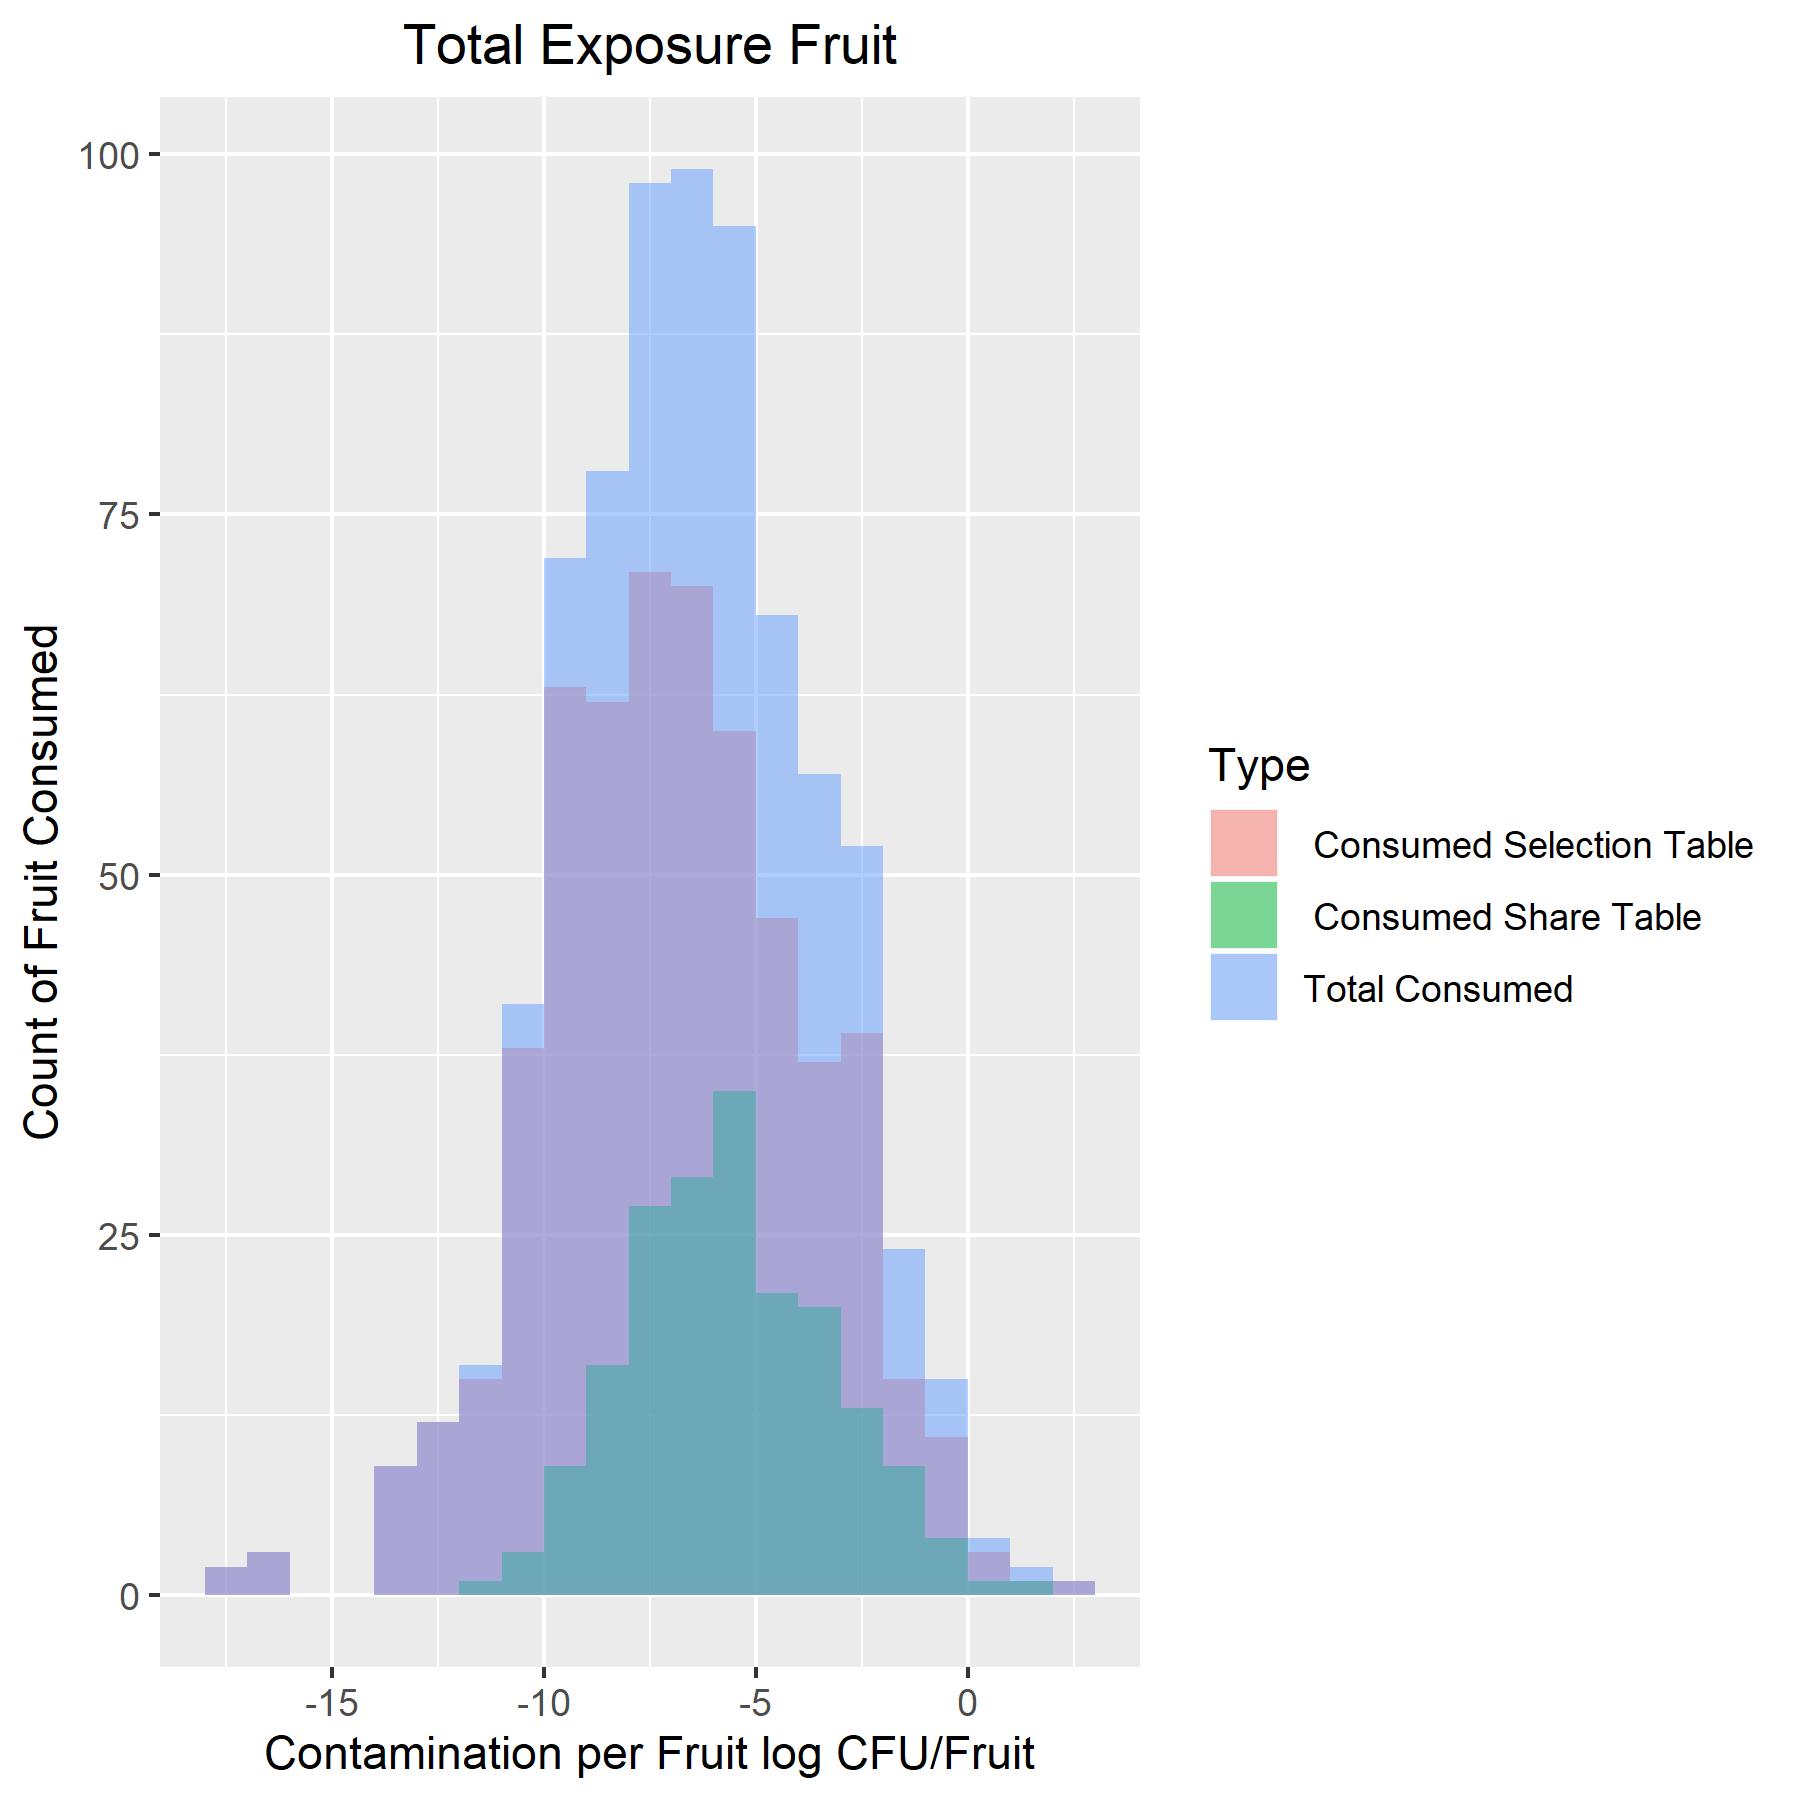 Total Exposure Fruit
100
75
50
25
0
Count of Fruit Consumed
-15
-10
-5
0
Contamination per Fruit log CFU/Fruit
Type
Consumed Selection Table
Consumed Share Table
Total Consumed